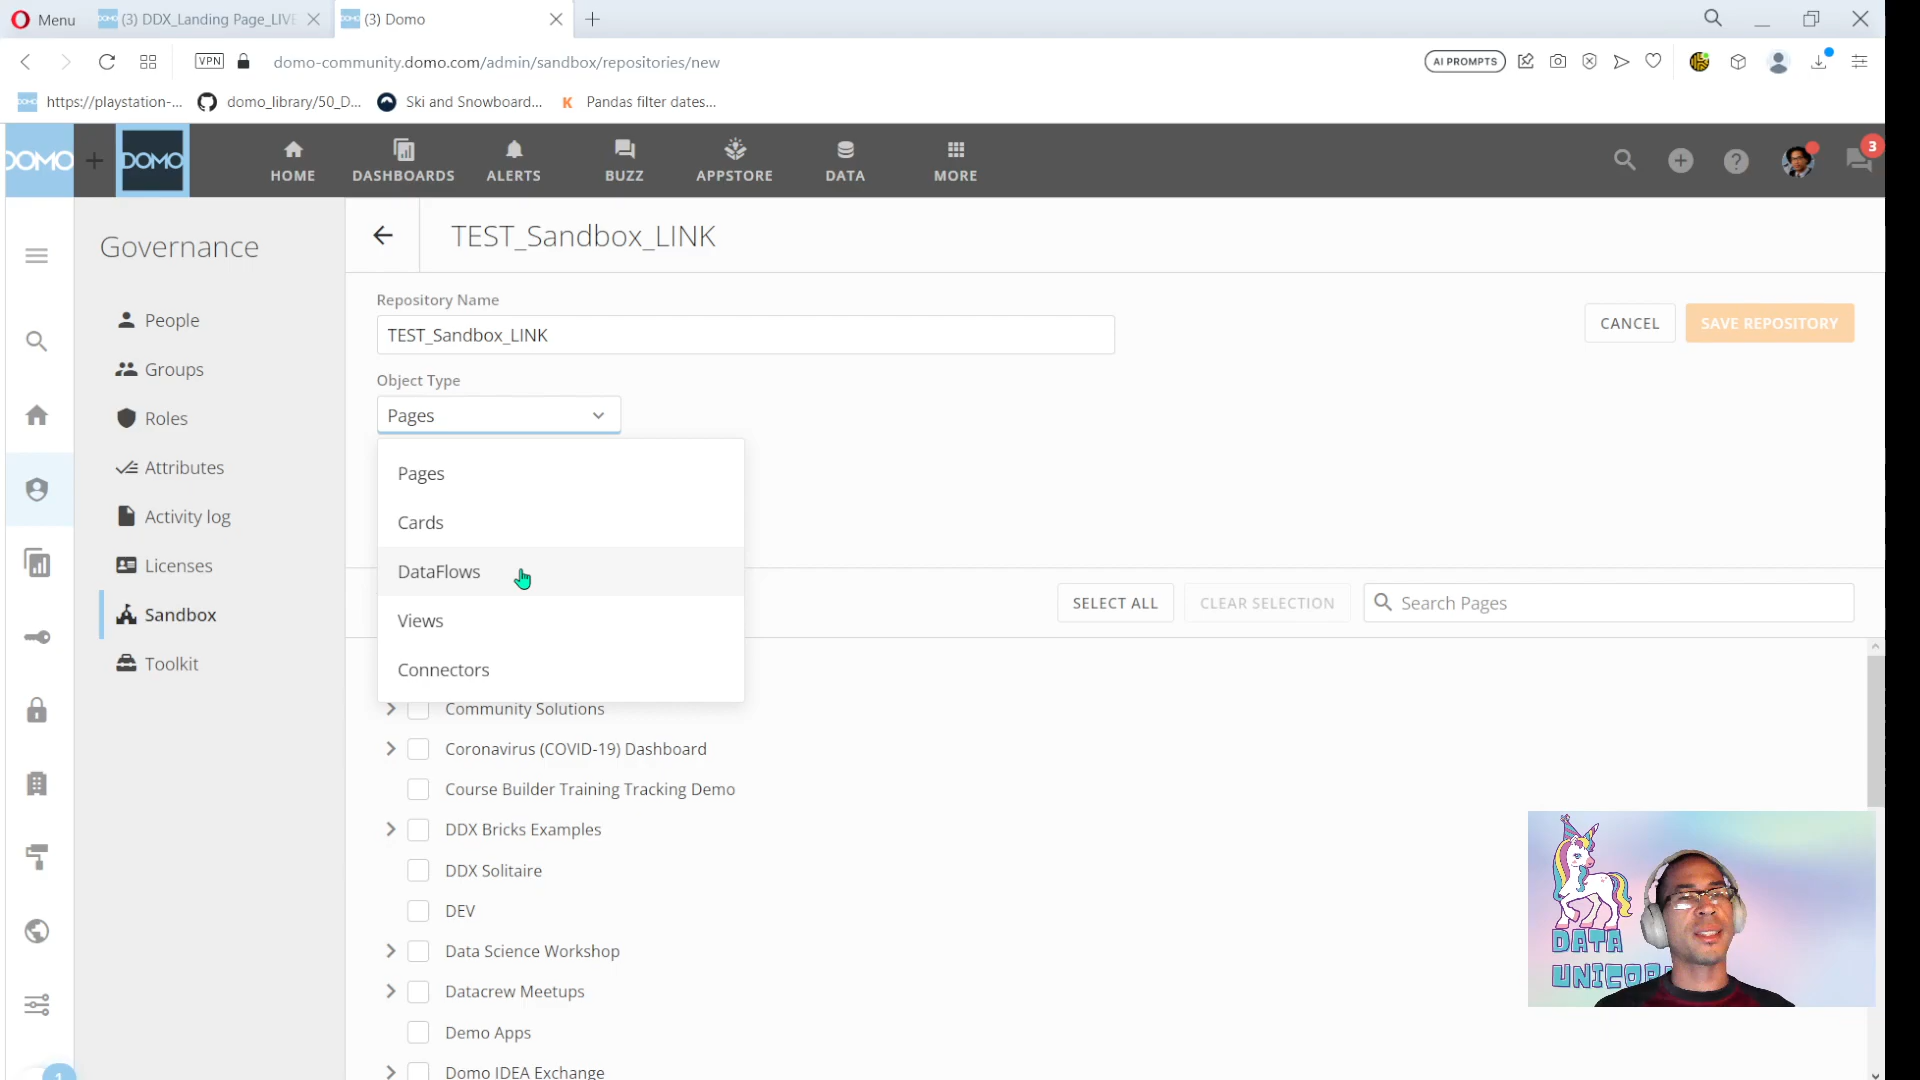 Menu
(3) DDX_Landing Page_LIVE
(3) Domo
VPN
domo-community.domo.com/admin/sandbox/repositories/new
AI PROMPTS
https://playstation-...
domo_library/50_D...
Ski and Snowboard...
Pandas filter dates...
DOMO
DOMO
HOME
DASHBOARDS
ALERTS
BUZZ
APPSTORE
DATA
MORE
3
Governance
People
Groups
Roles
Attributes
Activity log
Licenses
Sandbox
Toolkit
1
TEST_Sandbox_LINK
Repository Name
TEST_Sandbox_LINK
CANCEL
SAVE REPOSITORY
Object Type
Pages
Pages
Cards
DataFlows
Views
Connectors
SELECT ALL
CLEAR SELECTION
Search Pages
Community Solutions
Coronavirus (COVID-19) Dashboard
Course Builder Training Tracking Demo
DDX Bricks Examples
DDX Solitaire
DEV
Data Science Workshop
Datacrew Meetups
Demo Apps
Domo IDEA Exchange
DATA
UNICOR